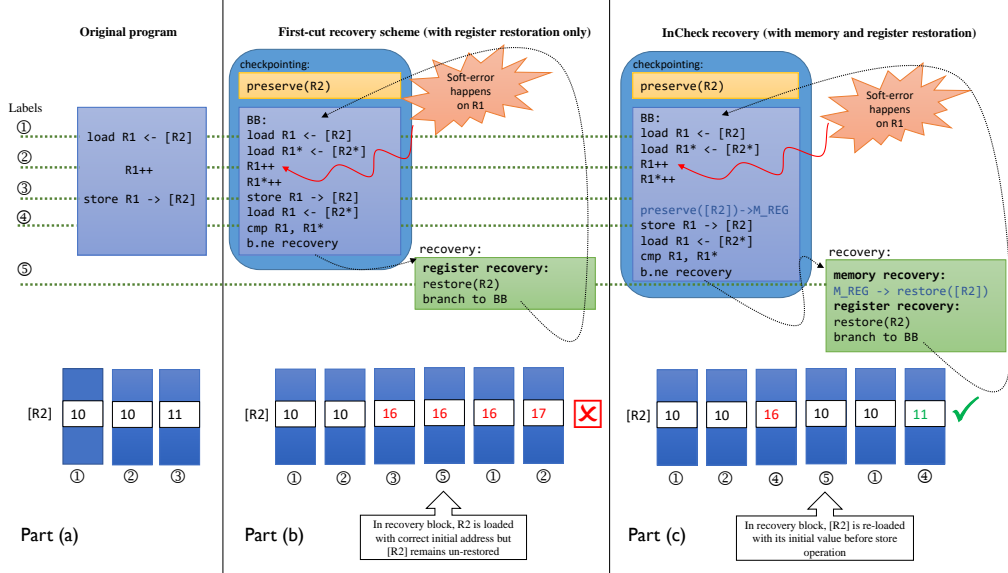 Original program
First-cut recovery scheme (with register restoration only)
InCheck recovery (with memory and register restoration)
Labels
①
②
③
④
⑤
load R1 <- [R2]
R1++
store R1 -> [R2]
checkpointing:
preserve(R2)
BB:
load R1 <- [R2]
load R1* <- [R2*]
R1++
R1*++
store R1 -> [R2]
load R1 <- [R2*]
cmp R1, R1*
b.ne recovery
Soft-error
happens
on R1
recovery:
register recovery:
restore(R2)
branch to BB
checkpointing:
preserve(R2)
BB:
load R1 <- [R2]
load R1* <- [R2*]
R1++
R1*++
preserve([R2])->M_REG
store R1 -> [R2]
load R1 <- [R2*]
cmp R1, R1*
b.ne recovery
Soft-error
happens
on R1
recovery:
memory recovery:
M_REG -> restore([R2])
register recovery:
restore(R2)
branch to BB
[R2] 10 10 11
① ② ③
[R2] 10 10 16 16 16 17
① ② ③ ⑤ ① ②
[R2] 10 10 16 10 10 11
① ② ④ ⑤ ① ④
In recovery block, R2 is loaded
with correct initial address but
[R2] remains un-restored
In recovery block, [R2] is re-loaded
with its initial value before store
operation
Part (a)
Part (b)
Part (c)